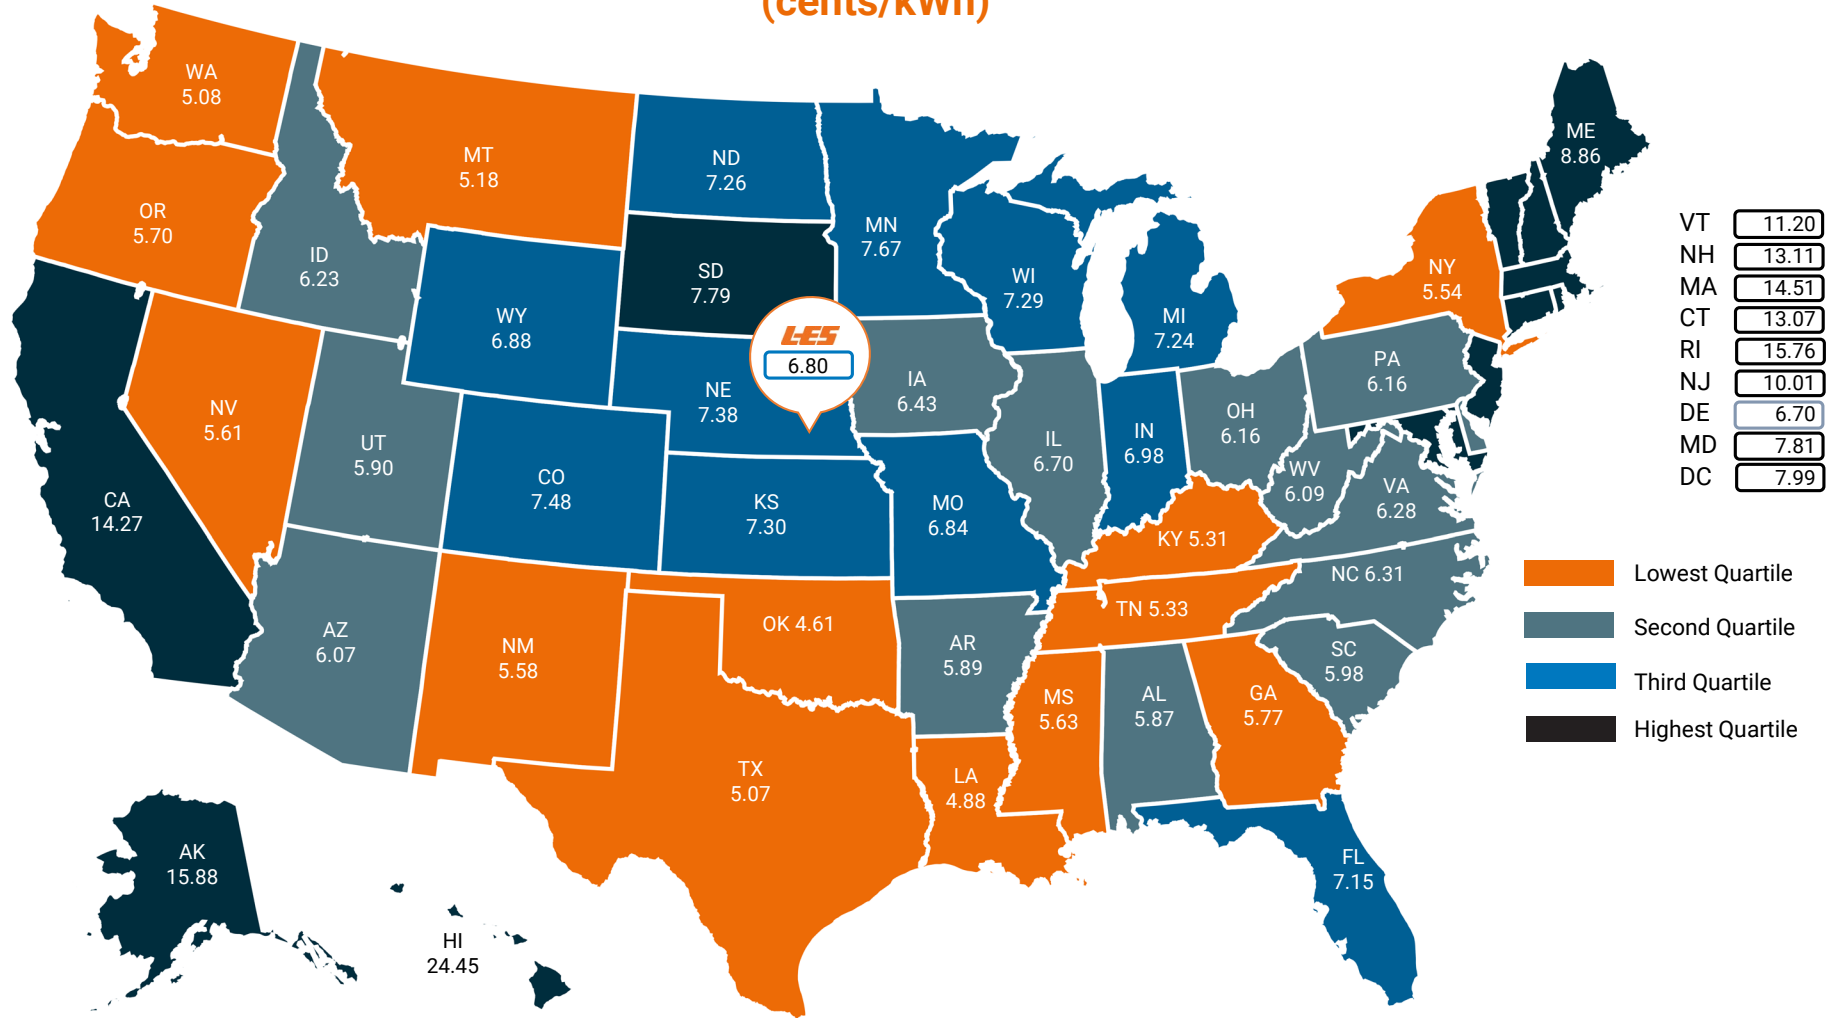 (cents/kWh)
WA
5.08
MT
5.18
ND
7.26
ME
8.86
OR
5.70
ID
6.23
MN
7.67
SD
7.79
WI
7.29
NY
5.54
WY
6.88
MI
7.24
LES
6.80
NE
7.38
IA
6.43
PA
6.16
NV
5.61
UT
5.90
OH
6.16
IL
6.70
IN
6.98
WV
6.09
VA
6.28
CA
14.27
CO
7.48
KS
7.30
MO
6.84
KY 5.31
NC 6.31
TN 5.33
AZ
6.07
NM
5.58
OK 4.61
AR
5.89
SC
5.98
MS
5.63
AL
5.87
GA
5.77
TX
5.07
LA
4.88
FL
7.15
AK
15.88
HI
24.45
VT 11.20
NH 13.11
MA 14.51
CT 13.07
RI 15.76
NJ 10.01
DE 6.70
MD 7.81
DC 7.99
Lowest Quartile
Second Quartile
Third Quartile
Highest Quartile